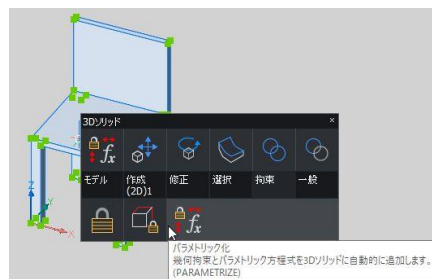 3Dソリッド
×
fx
モデル
作成
(2D)1
修正
選択
拘束
一般
fx
パラメトリック化
幾何拘束とパラメトリック方程式を3Dソリッドに自動的に追加します。
(PARAMETRIZE)
Z
Y
X